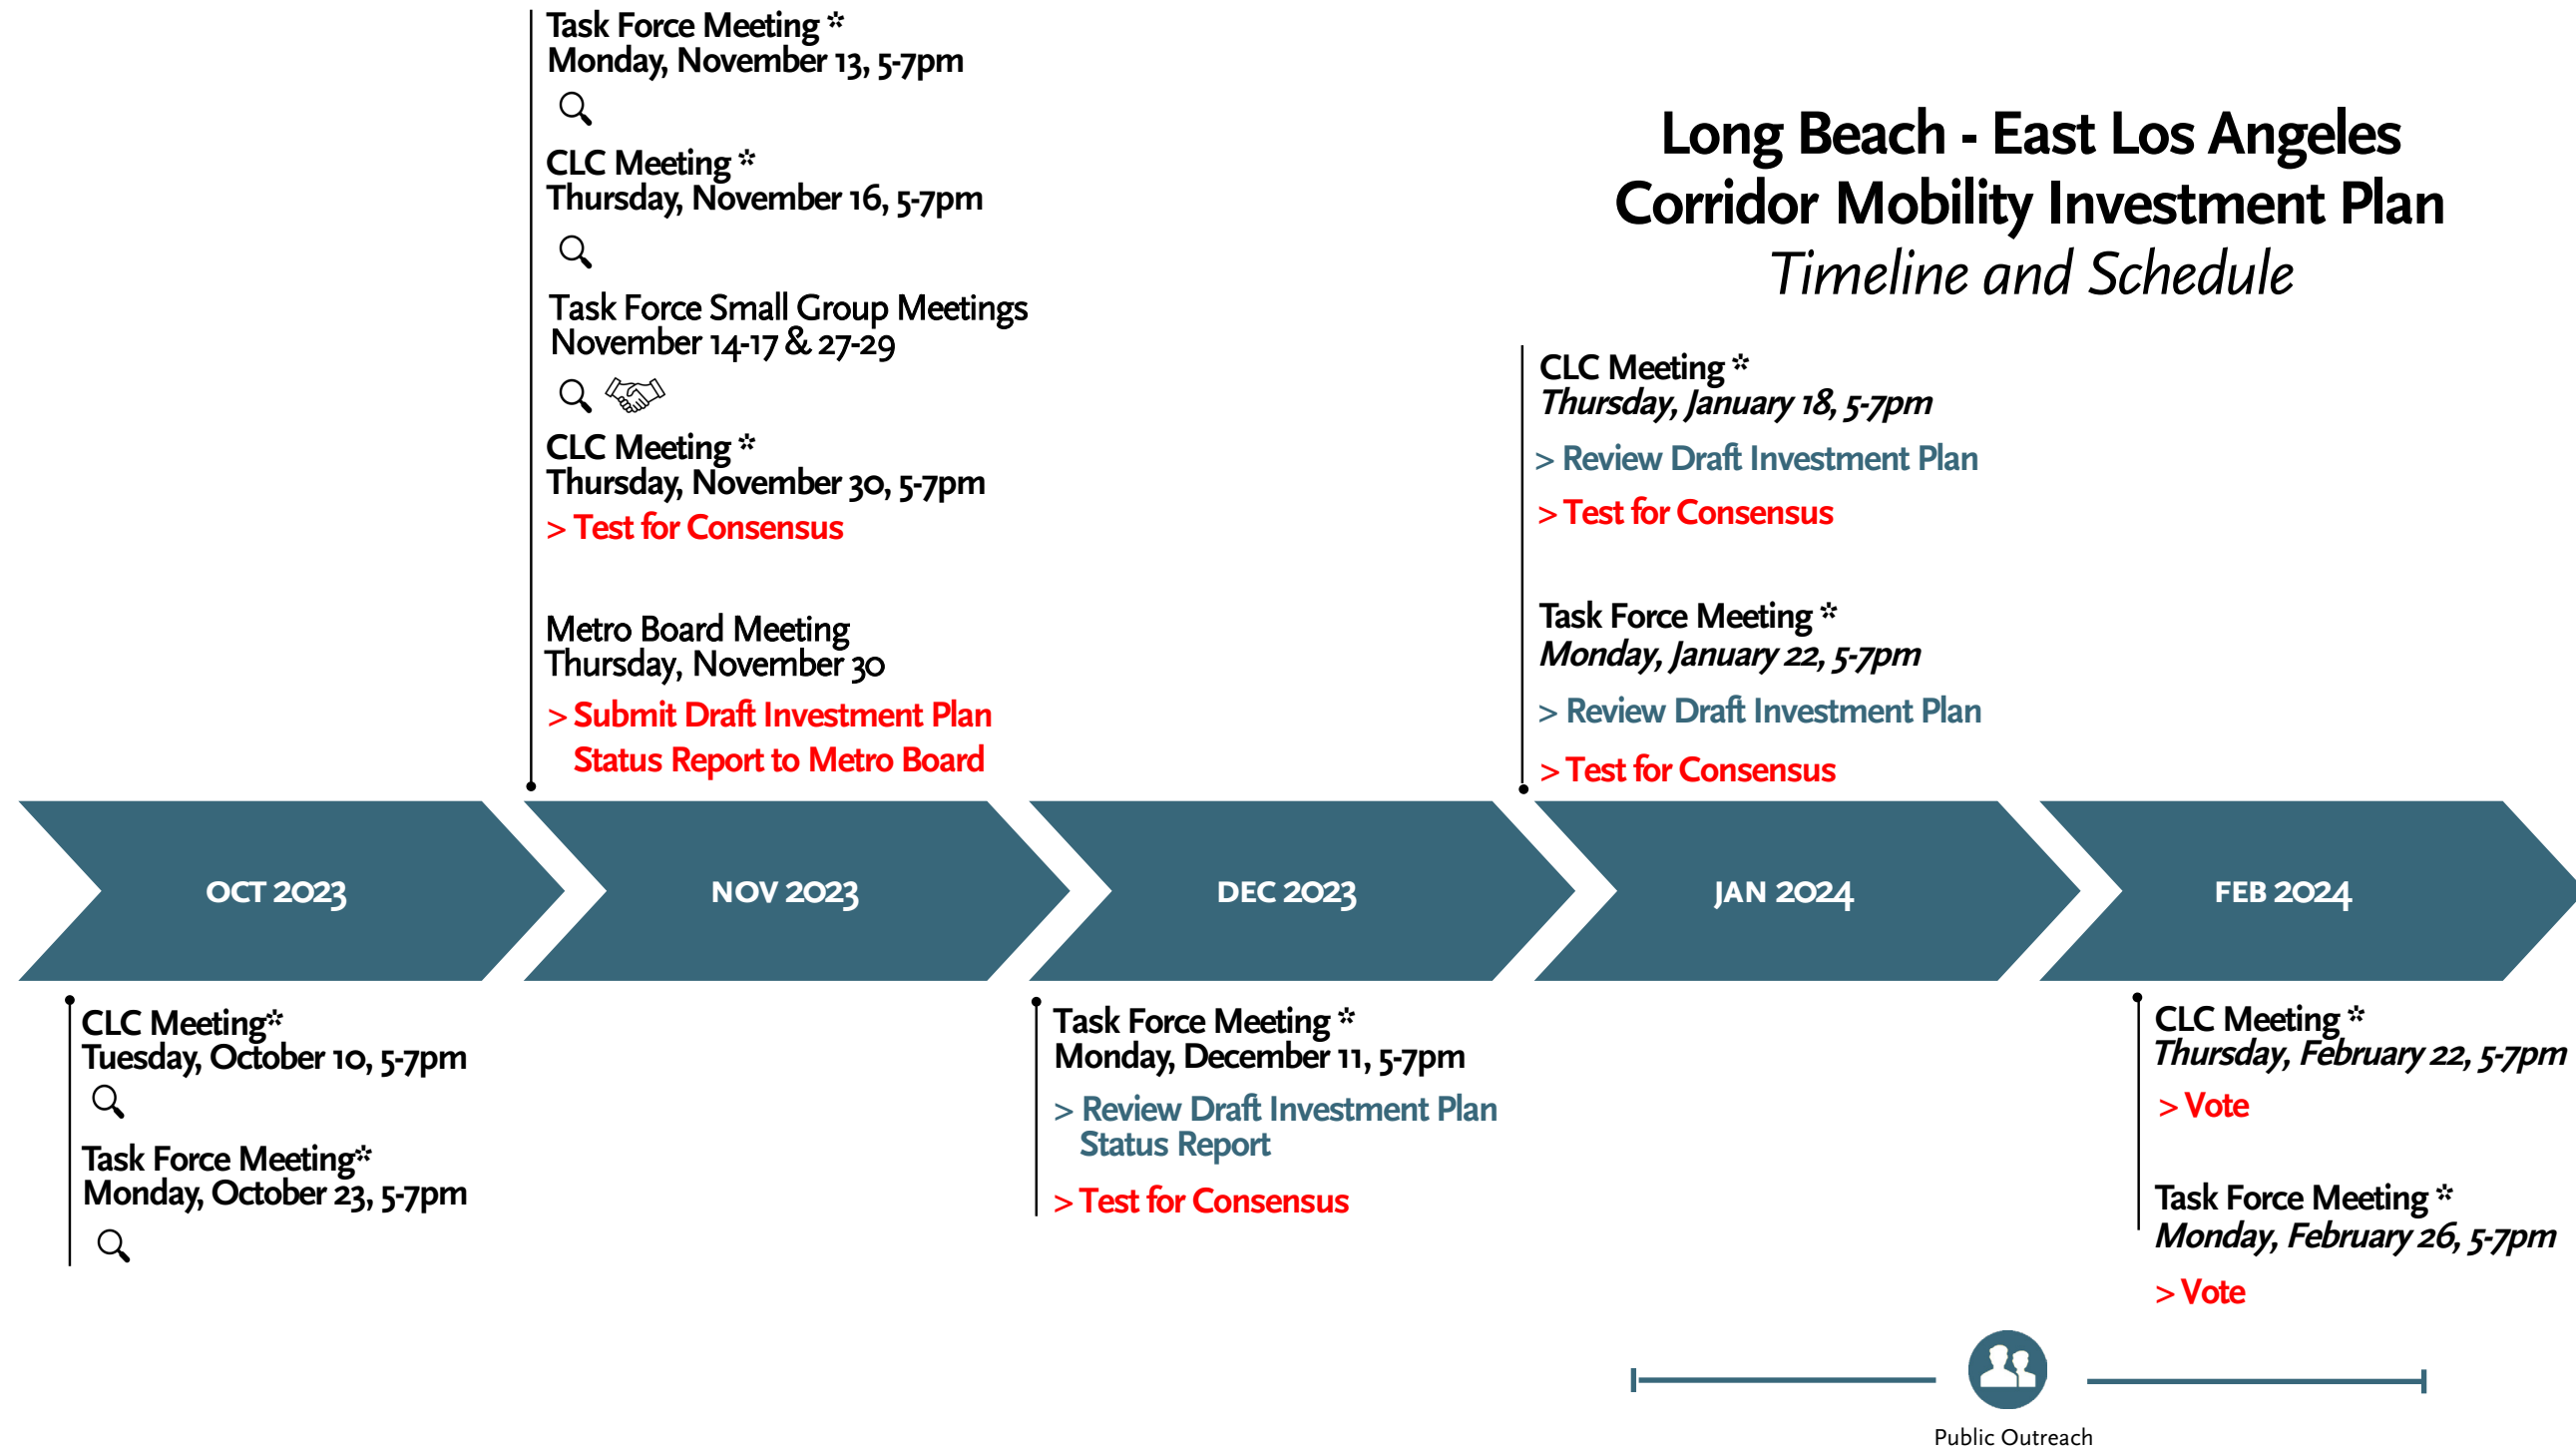 Task Force Meeting *
Monday, November 13, 5-7pm
CLC Meeting *
Thursday, November 16, 5-7pm
Task Force Small Group Meetings
November 14-17 & 27-29
CLC Meeting *
Thursday, November 30, 5-7pm
> Test for Consensus
Metro Board Meeting
Thursday, November 30
> Submit Draft Investment Plan
Status Report to Metro Board
Long Beach - East Los Angeles
Corridor Mobility Investment Plan
Timeline and Schedule
CLC Meeting *
Thursday, January 18, 5-7pm
> Review Draft Investment Plan
> Test for Consensus
Task Force Meeting *
Monday, January 22, 5-7pm
> Review Draft Investment Plan
> Test for Consensus
OCT 2023
NOV 2023
DEC 2023
JAN 2024
FEB 2024
CLC Meeting*
Tuesday, October 10, 5-7pm
Task Force Meeting*
Monday, October 23, 5-7pm
Task Force Meeting *
Monday, December 11, 5-7pm
> Review Draft Investment Plan
Status Report
> Test for Consensus
CLC Meeting *
Thursday, February 22, 5-7pm
> Vote
Task Force Meeting *
Monday, February 26, 5-7pm
> Vote
Public Outreach